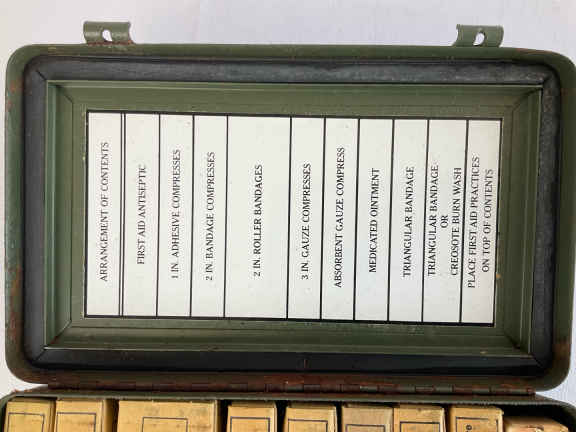 ARRANGEMENT OF CONTENTS
FIRST AID ANTISEPTIC
1 IN. ADHESIVE COMPRESSES
2 IN. BANDAGE COMPRESSES
2 IN. ROLLER BANDAGES
3 IN. GAUZE COMPRESSES
ABSORBENT GAUZE COMPRESS
MEDICATED OINTMENT
TRIANGULAR BANDAGE
TRIANGULAR BANDAGE
OR
CREOSOTE BURN WASH
PLACE FIRST AID PRACTICES
ON TOP OF CONTENTS